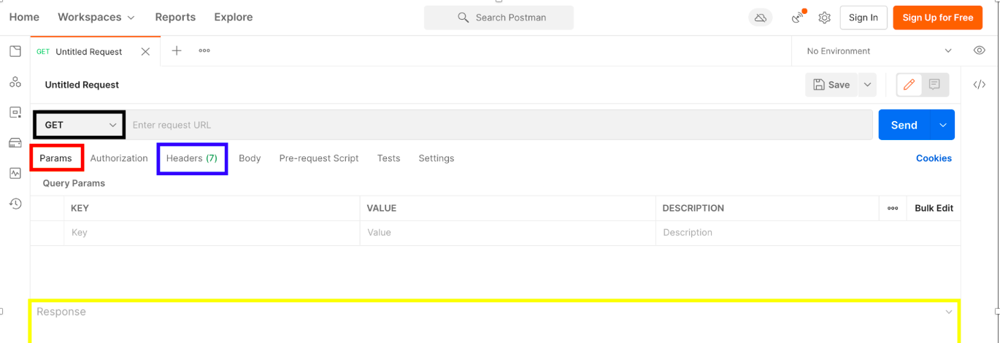 Home Workspaces Reports Explore Search Postman Sign In Sign Up for Free
GET Untitled Request No Environment
Untitled Request Save
GET Enter request URL Send
Params Authorization Headers (7) Body Pre-request Script Tests Settings Cookies
Query Params
KEY VALUE DESCRIPTION Bulk Edit
Key Value Description
Response